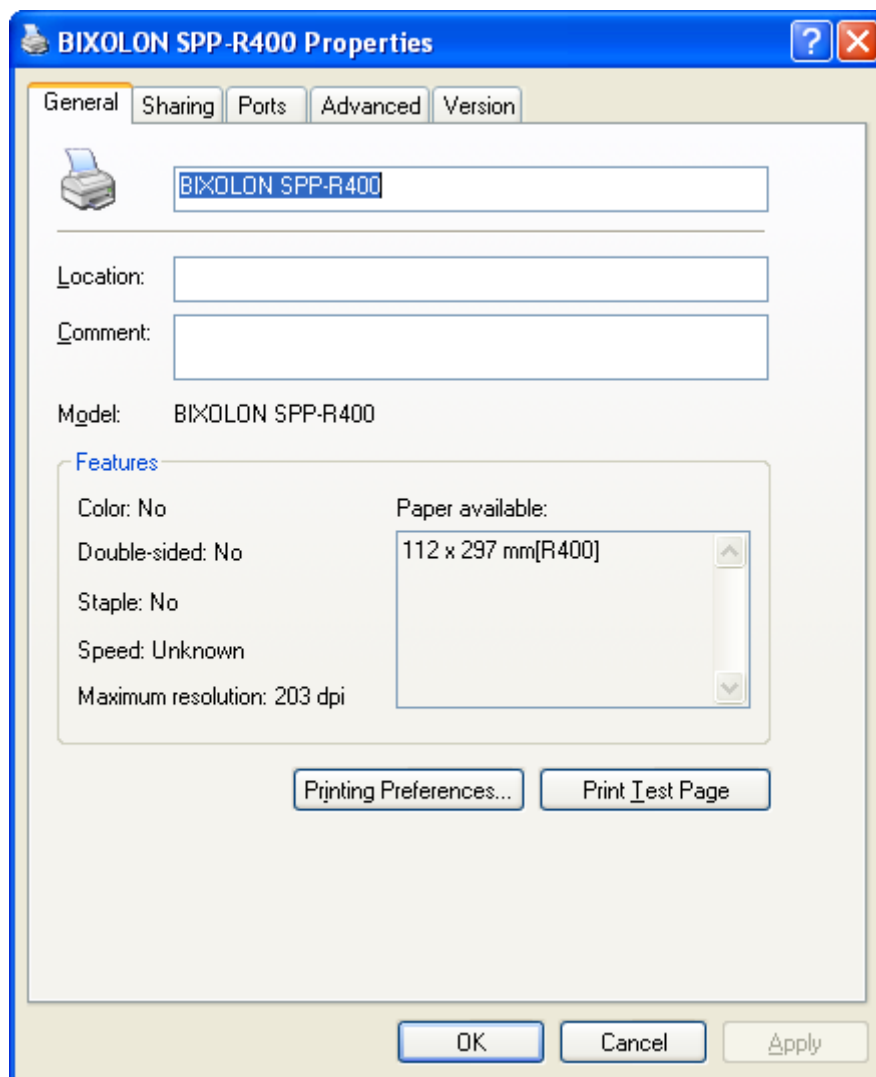 BIXOLON SPP-R400 Properties
General Sharing Ports Advanced Version
BIXOLON SPP-R400
Location:
Comment:
Model: BIXOLON SPP-R400
Features
Color: No
Paper available:
Double-sided: No
112 x 297 mm[R400]
Staple: No
Speed: Unknown
Maximum resolution: 203 dpi
Printing Preferences... Print Test Page
OK Cancel Apply